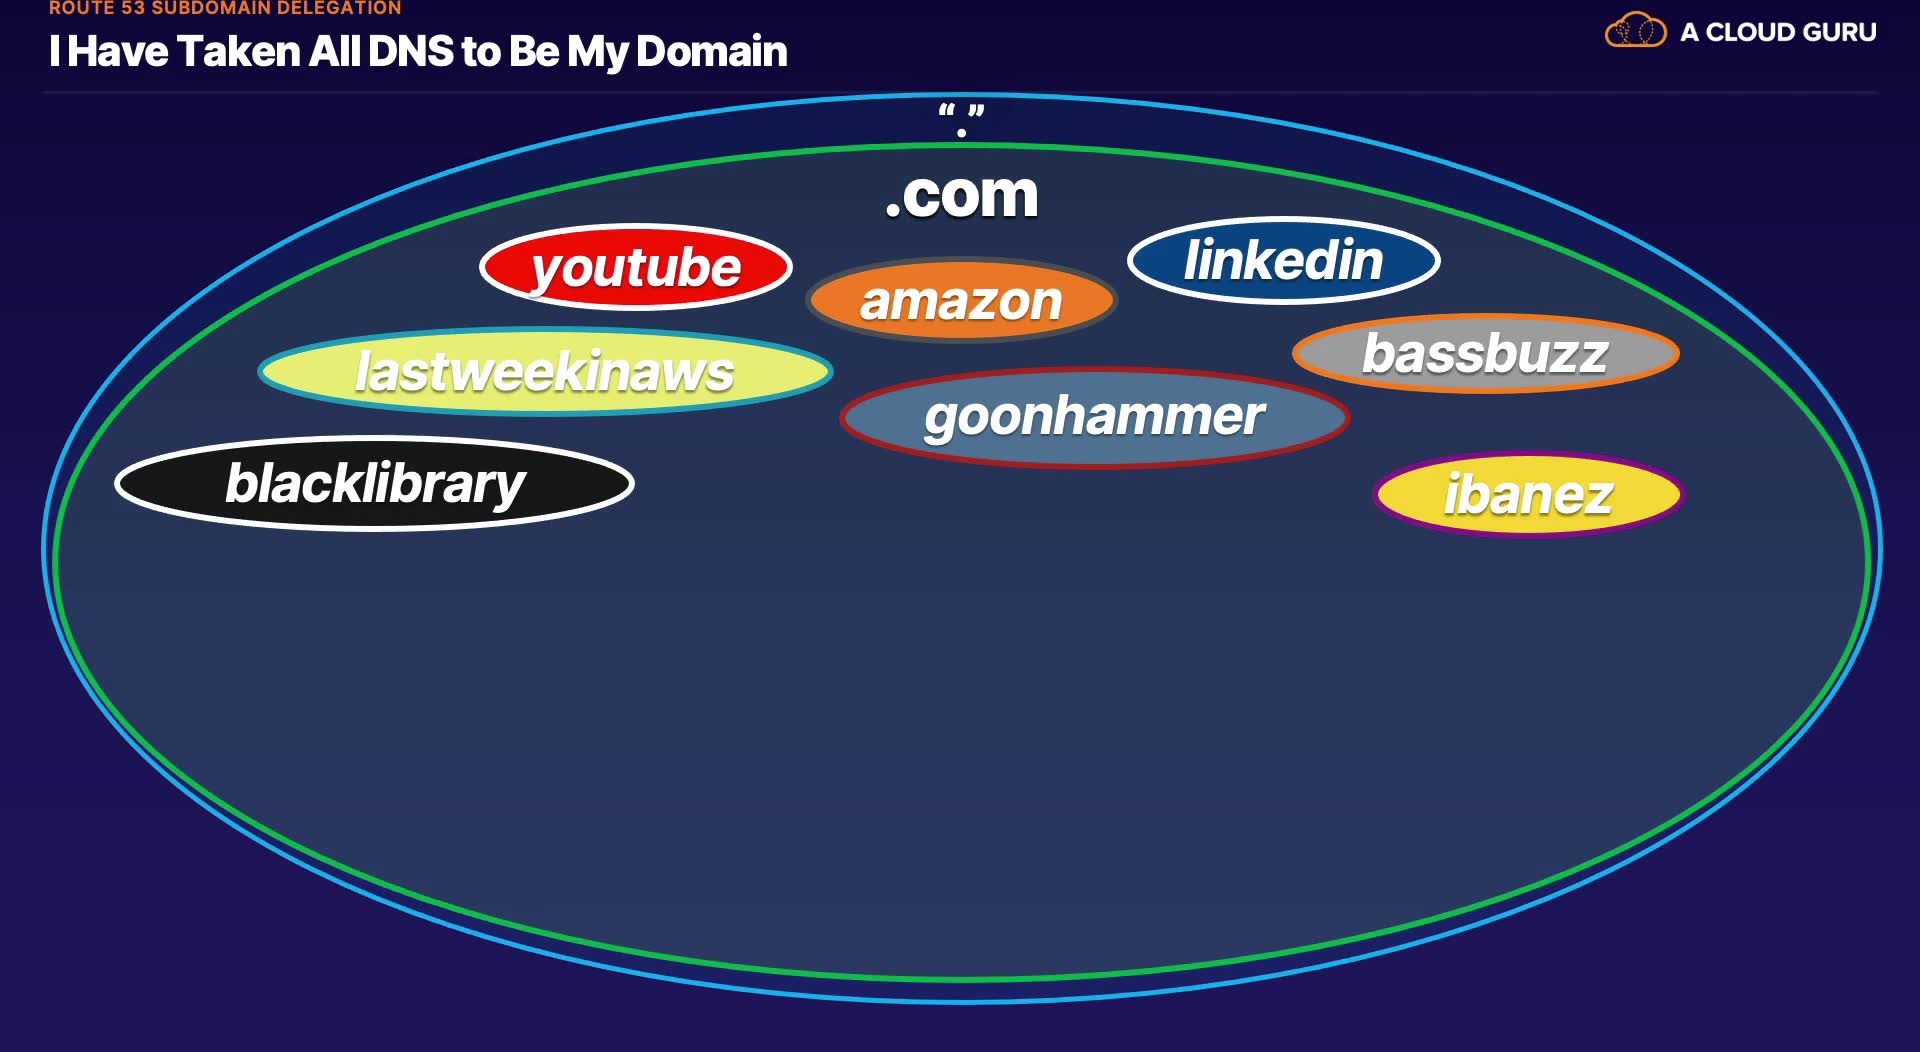 ROUTE 53 SUBDOMAIN DELEGATION
I Have Taken All DNS to Be My Domain
A CLOUD GURU
“.”
.com
youtube
linkedin
amazon
bassbuzz
lastweekinaws
goonhammer
blacklibrary
ibanez